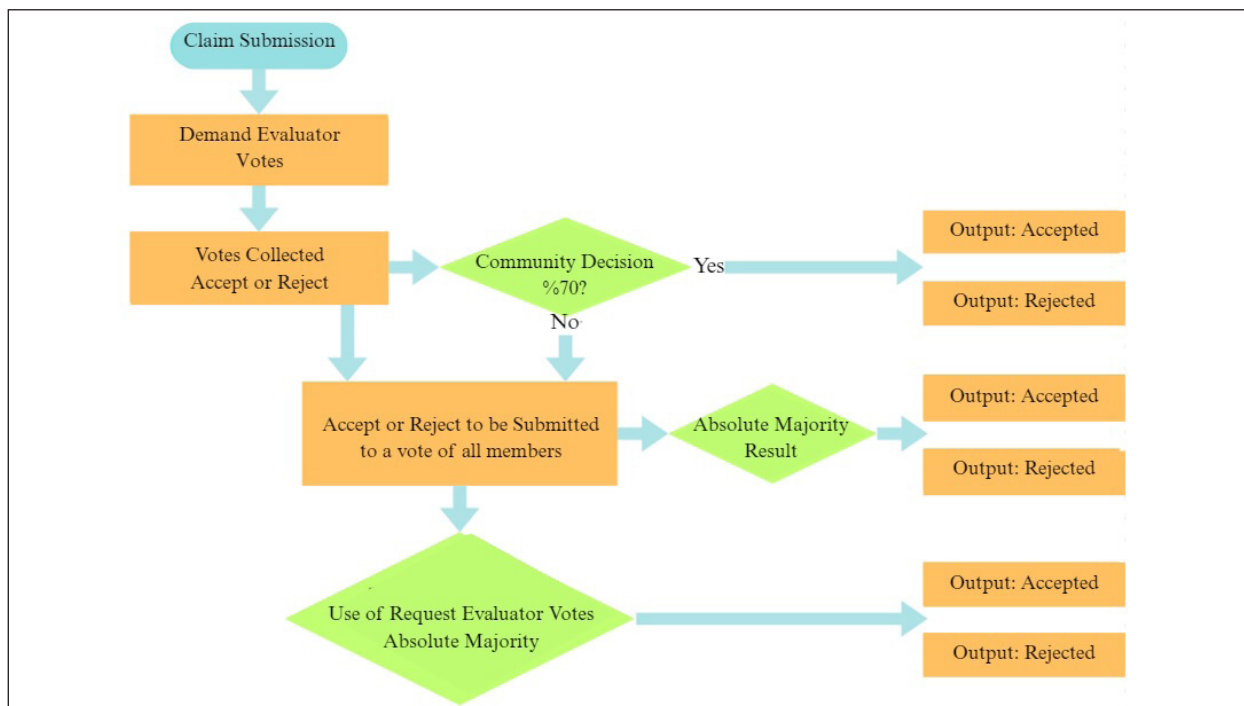 Claim Submission
Demand Evaluator
Votes
Votes Collected
Accept or Reject
Community Decision
%70?
Yes
No
Output: Accepted
Output: Rejected
Accept or Reject to be Submitted
to a vote of all members
Absolute Majority
Result
Output: Accepted
Output: Rejected
Use of Request Evaluator Votes
Absolute Majority
Output: Accepted
Output: Rejected